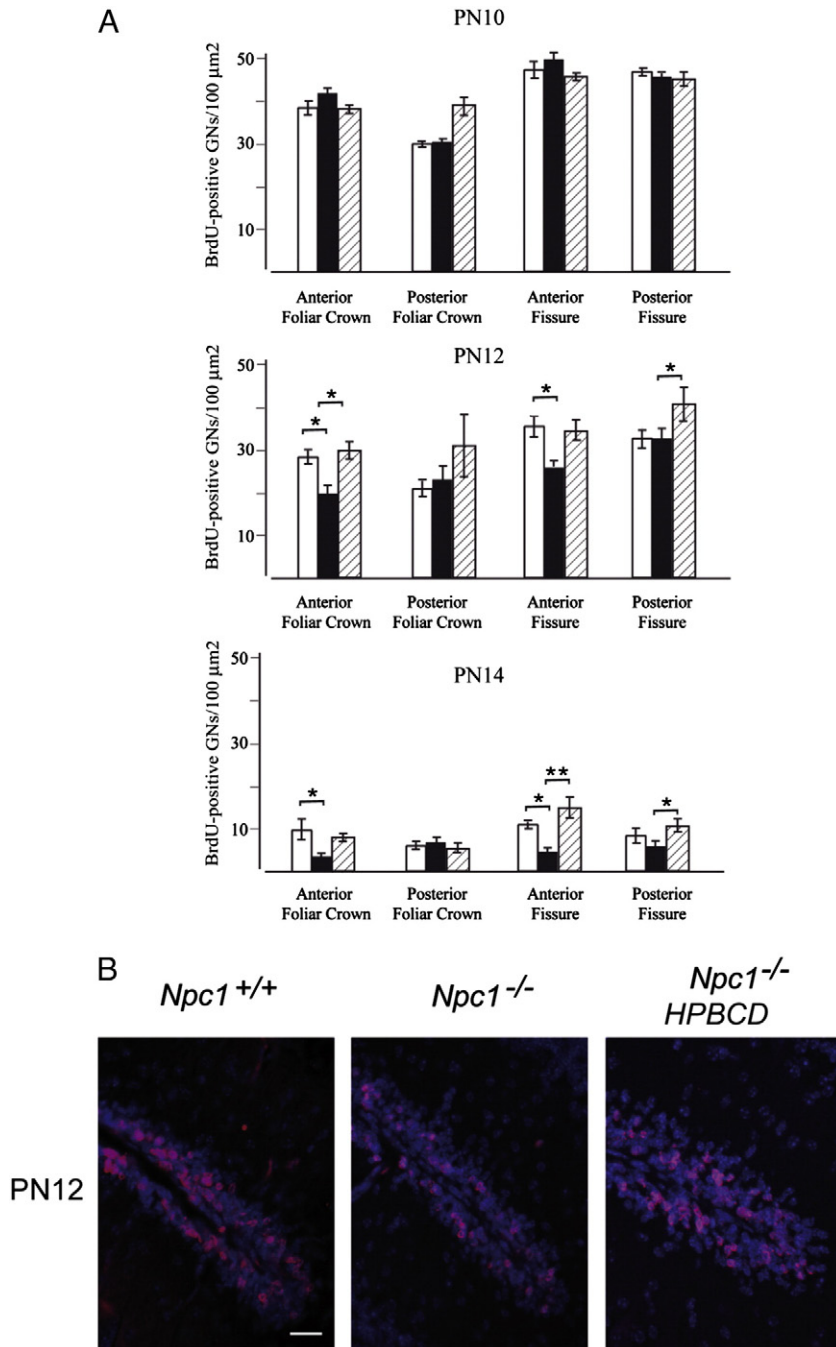 A
PN10
BrdU-positive GNs/100 µm2
50
30
10
Anterior
Foliar Crown
Posterior
Foliar Crown
Anterior
Fissure
Posterior
Fissure
PN12
BrdU-positive GNs/100 µm2
50
30
10
*
*
*
*
Anterior
Foliar Crown
Posterior
Foliar Crown
Anterior
Fissure
Posterior
Fissure
PN14
BrdU-positive GNs/100 µm2
50
30
10
*
*
**
*
Anterior
Foliar Crown
Posterior
Foliar Crown
Anterior
Fissure
Posterior
Fissure
B
Npc1 +/+
Npc1 -/-
Npc1 -/-
HPBCD
PN12